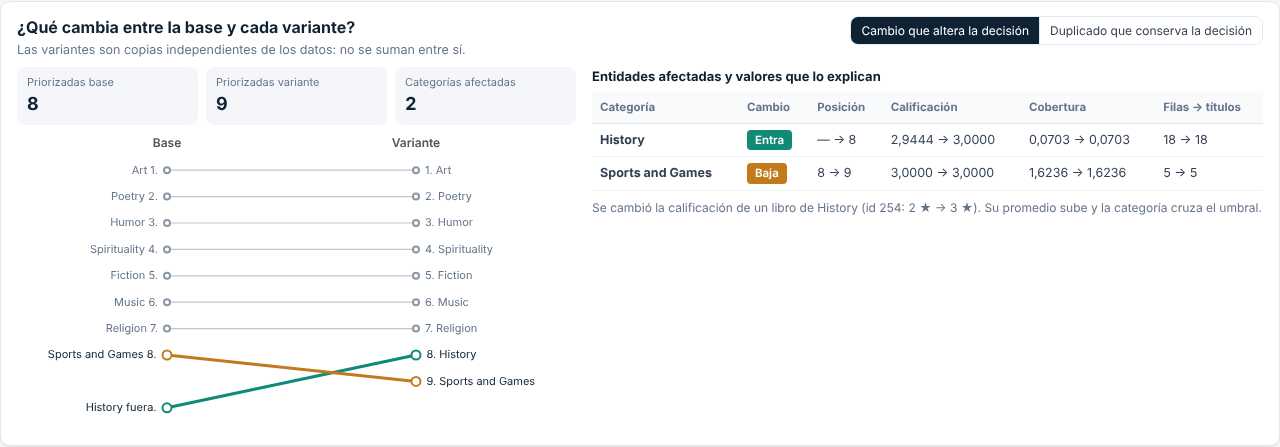 ¿Qué cambia entre la base y cada variante?
Las variantes son copias independientes de los datos: no se suman entre sí.
Cambio que altera la decisión
Duplicado que conserva la decisión
Priorizadas base
8
Priorizadas variante
9
Categorías afectadas
2
Base
Variante
Art 1.
1. Art
Poetry 2.
2. Poetry
Humor 3.
3. Humor
Spirituality 4.
4. Spirituality
Fiction 5.
5. Fiction
Music 6.
6. Music
Religion 7.
7. Religion
Sports and Games 8.
8. History
9. Sports and Games
History fuera.
Entidades afectadas y valores que lo explican
Categoría Cambio Posición Calificación Cobertura Filas → títulos
History Entra — → 8 2,9444 → 3,0000 0,0703 → 0,0703 18 → 18
Sports and Games Baja 8 → 9 3,0000 → 3,0000 1,6236 → 1,6236 5 → 5
Se cambió la calificación de un libro de History (id 254: 2 ★ → 3 ★). Su promedio sube y la categoría cruza el umbral.